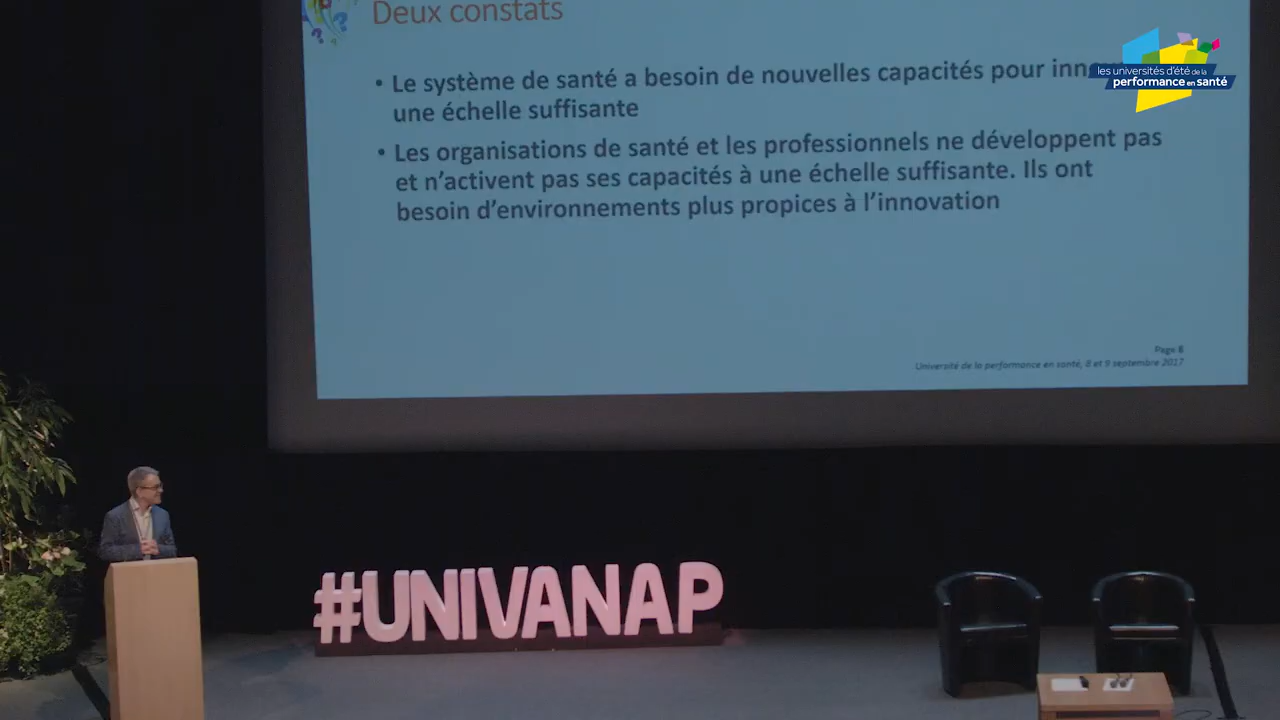 Deux constats
• Le système de santé a besoin de nouvelles capacités pour inn
une échelle suffisante
• Les organisations de santé et les professionnels ne développent pas
et n'activent pas ses capacités à une échelle suffisante. Ils ont
besoin d'environnements plus propices à l'innovation
Page 6
Université de la performance en santé, 8 et 9 septembre 2017
les universités d'été de la
performance en santé
#UNIVANAP